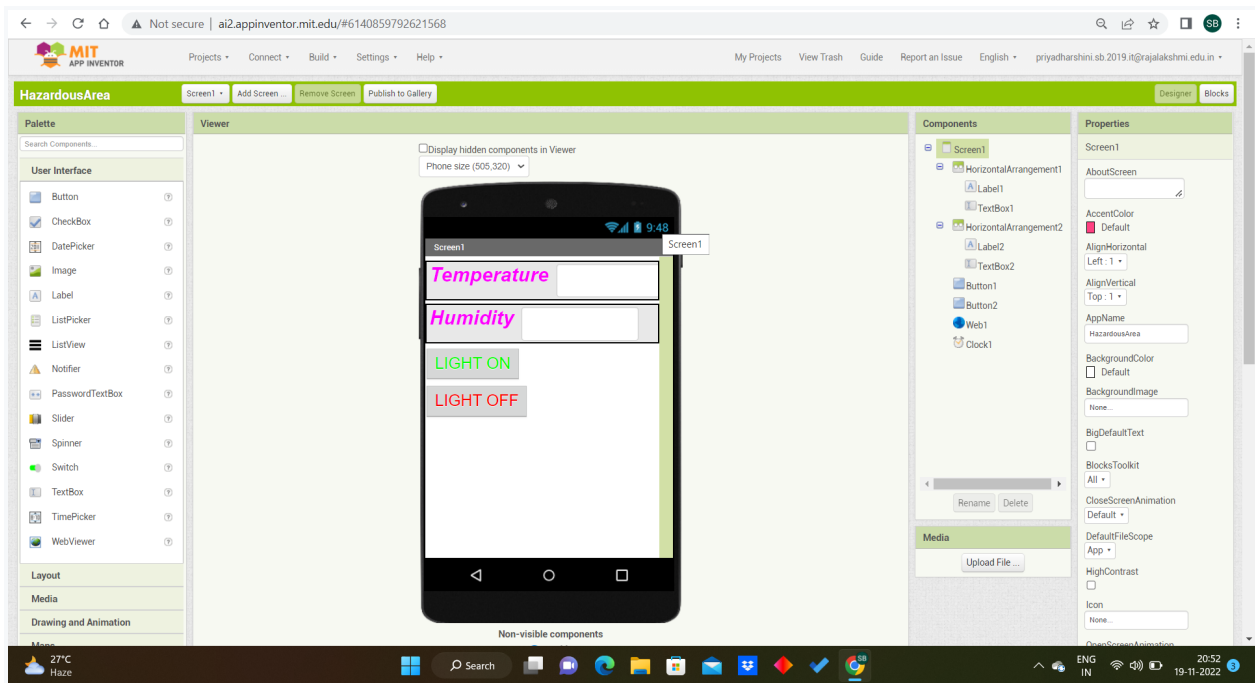 Not secure | ai2.appinventor.mit.edu/#6140859792621568
SB
MIT
APP INVENTOR
Projects
Connect
Build
Settings
Help
My Projects
View Trash
Guide
Report an Issue
English
priyadharshini.sb.2019.it@rajalakshmi.edu.in
HazardousArea
Screen1
Add Screen ...
Remove Screen
Publish to Gallery
Designer
Blocks
Palette
Search Components...
User Interface
Button
CheckBox
DatePicker
Image
Label
ListPicker
ListView
Notifier
PasswordTextBox
Slider
Spinner
Switch
TextBox
TimePicker
WebViewer
Layout
Media
Drawing and Animation
Maps
Viewer
Display hidden components in Viewer
Phone size (505,320)
9:48
Screen1
Screen1
Temperature
Humidity
LIGHT ON
LIGHT OFF
Non-visible components
Components
Screen1
HorizontalArrangement1
Label1
TextBox1
HorizontalArrangement2
Label2
TextBox2
Button1
Button2
Web1
Clock1
Rename
Delete
Media
Upload File ...
Properties
Screen1
AboutScreen
AccentColor
Default
AlignHorizontal
Left : 1
AlignVertical
Top : 1
AppName
HazardousArea
BackgroundColor
Default
BackgroundImage
None...
BigDefaultText
BlocksToolkit
All
CloseScreenAnimation
Default
DefaultFileScope
App
HighContrast
Icon
None...
OpenScreenAnimation
27°C
Haze
Search
SB
ENG
IN
20:52
19-11-2022
3